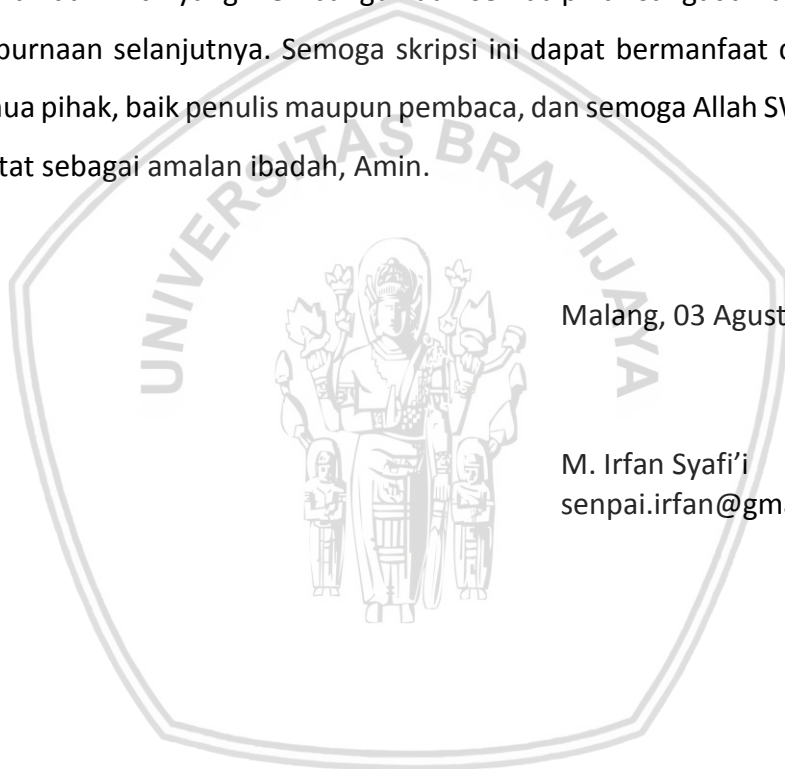 purnaan selanjutnya. Semoga skripsi ini dapat bermanfaat
ua pihak, baik penulis maupun pembaca, dan semoga Allah
tat sebagai amalan ibadah, Amin.
UNIVERSITAS BRAWIJAYA
Malang, 03 Agust
M. Irfan Syafi’i
senpai.irfan@gma